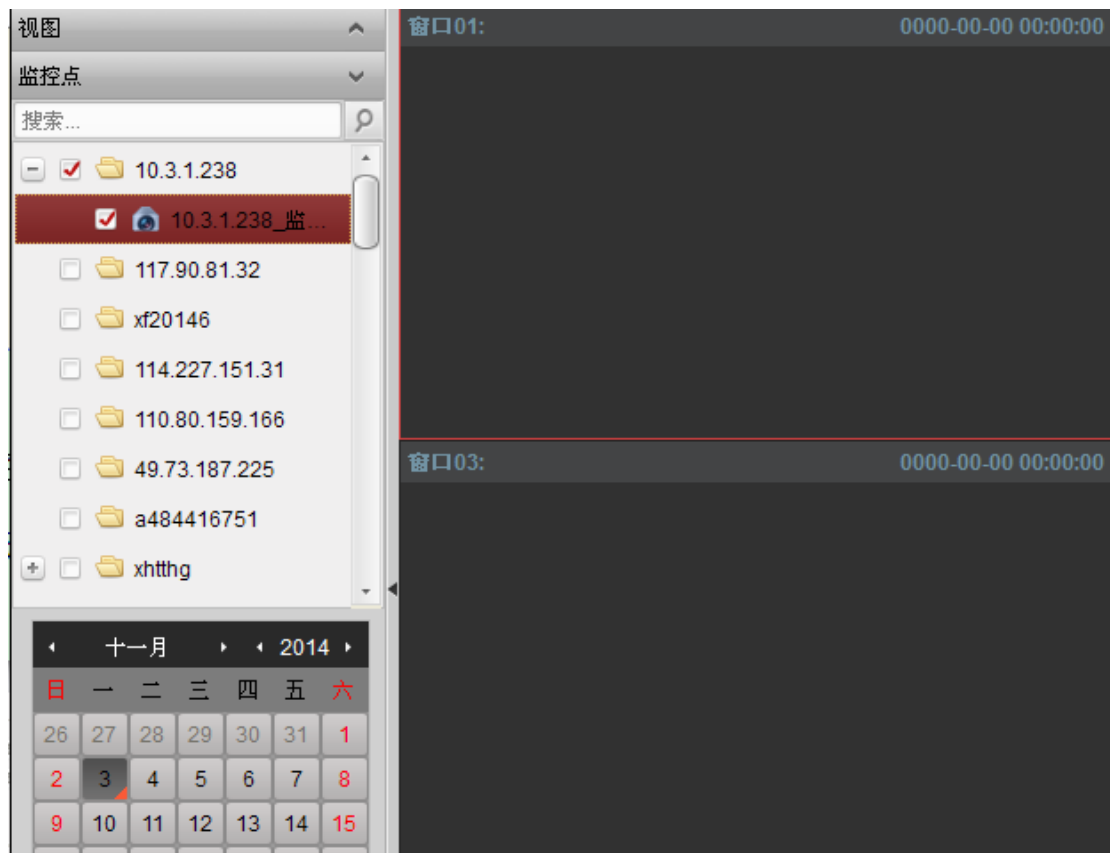 视图
监控点
搜索...
10.3.1.238
10.3.1.238_监...
117.90.81.32
xf20146
114.227.151.31
110.80.159.166
49.73.187.225
a484416751
xhtthg
十一月 2014
日 一 二 三 四 五 六
26 27 28 29 30 31 1
2 3 4 5 6 7 8
9 10 11 12 13 14 15
窗口01: 0000-00-00 00:00:00
窗口03: 0000-00-00 00:00:00